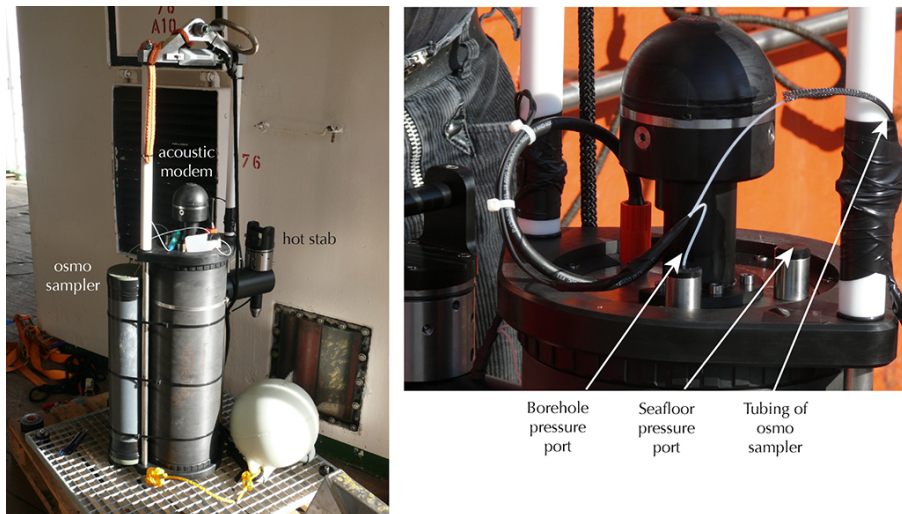 76
A10
acoustic
modem
76
hot stab
osmo
sampler
Borehole
pressure
port
Seafloor
pressure
port
Tubing of
osmo
sampler